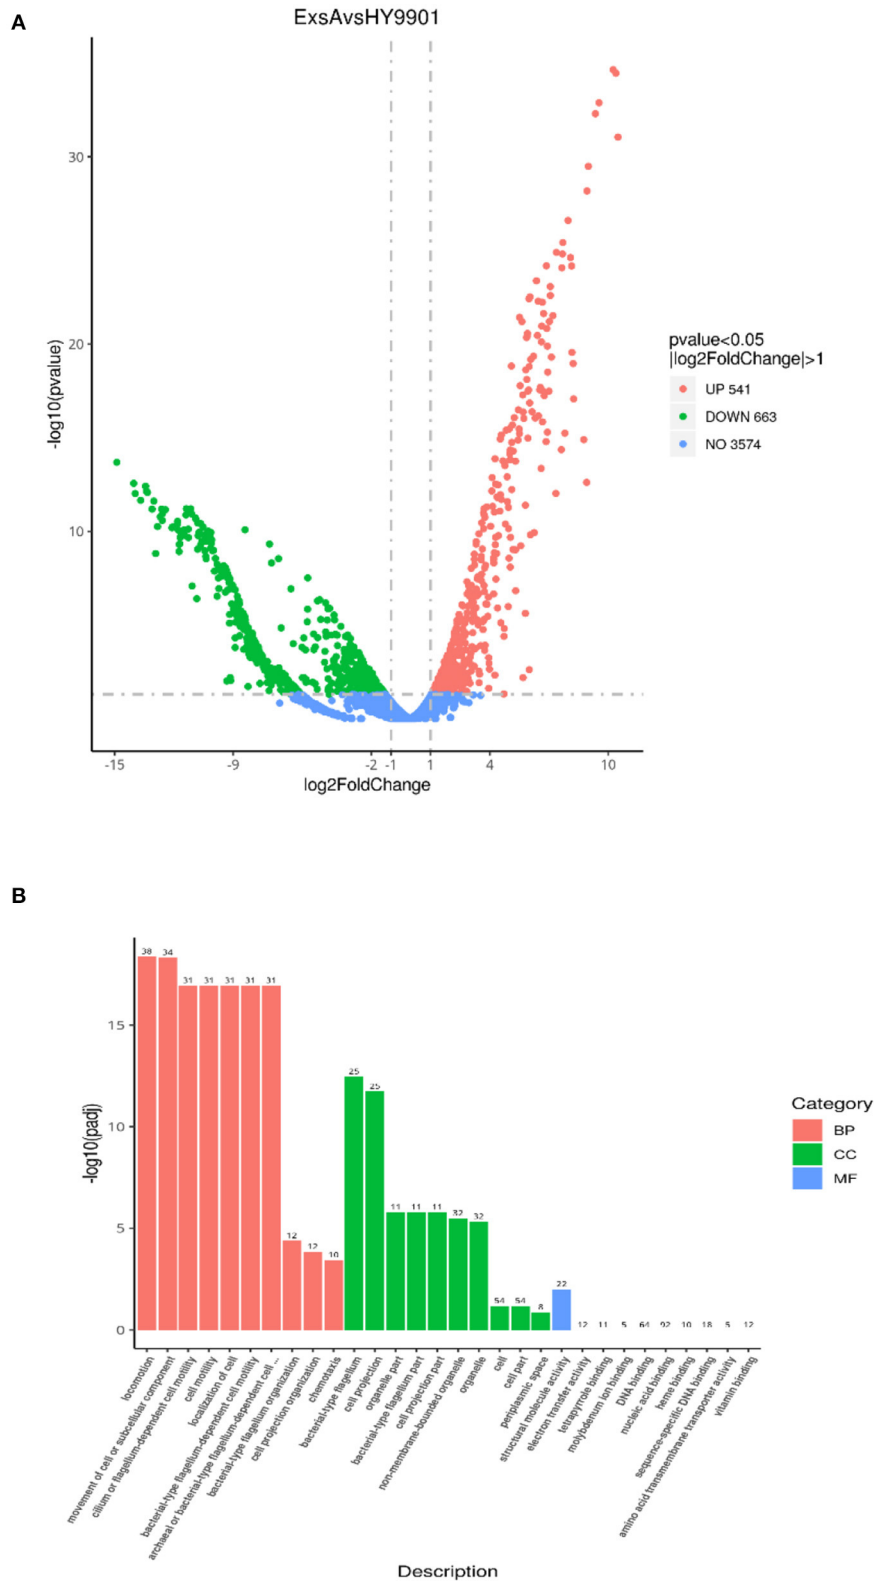 A
ExsAvsHY9901
-log10(pvalue)
30
20
10
-15
-9
-2
-1
1
4
10
log2FoldChange
pvalue<0.05
|log2FoldChange|>1
UP 541
DOWN 663
NO 3574
B
-log10(padj)
15
10
5
0
38
34
31
31
31
31
31
12
12
10
25
25
11
11
11
32
32
54
54
8
22
12
11
5
64
92
10
18
5
12
locomotion
movement of cell or subcellular component
cilium or flagellum-dependent cell motility
cell motility
localization of cell
bacterial-type flagellum-dependent cell motility
archaeal or bacterial-type flagellum-dependent cell ...
bacterial-type flagellum organization
cell projection organization
chemotaxis
bacterial-type flagellum
cell projection
organelle part
bacterial-type flagellum part
cell projection part
non-membrane-bounded organelle
organelle
cell
cell part
periplasmic space
structural molecule activity
electron transfer activity
tetrapyrrole binding
molybdenum ion binding
DNA binding
nucleic acid binding
heme binding
sequence-specific DNA binding
amino acid transmembrane transporter activity
vitamin binding
Description
Category
BP
CC
MF